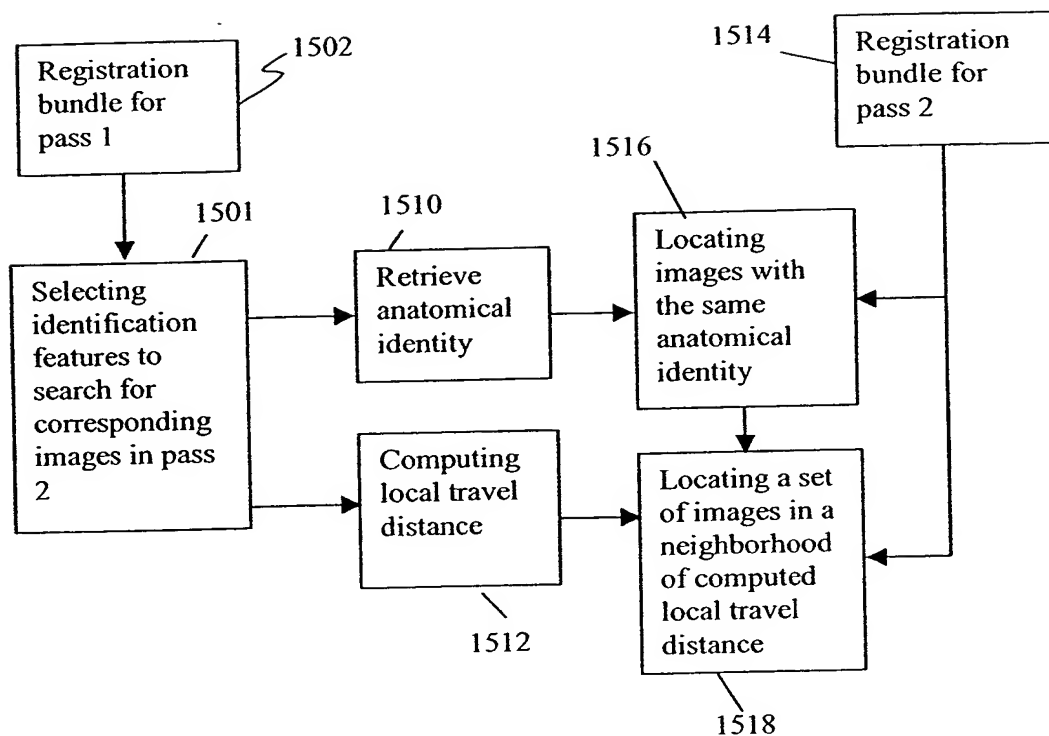 Registration
bundle for
pass 1
1502
1514
Registration
bundle for
pass 2
1501
Selecting
identification
features to
search for
corresponding
images in pass
2
1510
Retrieve
anatomical
identity
1516
Locating
images with
the same
anatomical
identity
Computing
local travel
distance
1512
Locating a set
of images in a
neighborhood
of computed
local travel
distance
1518